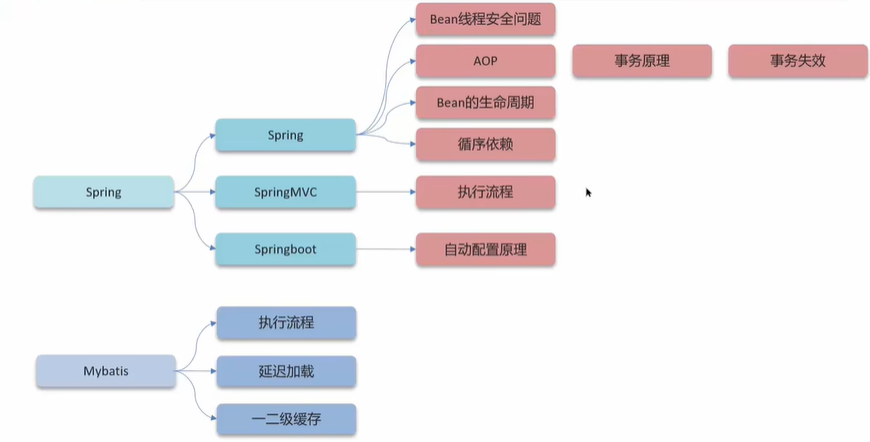 Bean线程安全问题
AOP
事务原理
事务失效
Bean的生命周期
Spring
循序依赖
Spring
SpringMVC
执行流程
Springboot
自动配置原理
执行流程
Mybatis
延迟加载
一二级缓存